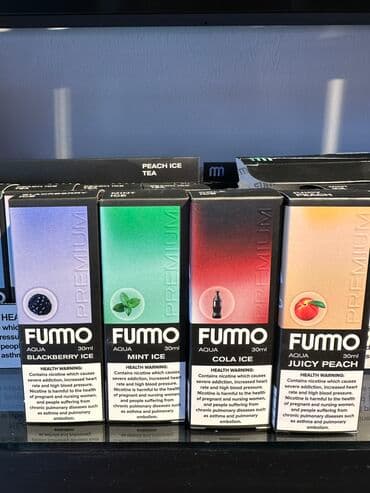 PEACH ICE
TEA
PREMIUM
FUMMO
AQUA 30ml
BLACKBERRY ICE
HEALTH WARNING:
Contains nicotine which causes
severe addiction, increased heart
rate and high blood pressure.
Nicotine is harmful to the health
of pregnant and nursing women,
and people suffering from
chronic pulmonary diseases such
as asthma and pulmonary
embolism.
PREMIUM
FUMMO
AQUA 30ml
MINT ICE
HEALTH WARNING:
Contains nicotine which causes
severe addiction, increased heart
rate and high blood pressure.
Nicotine is harmful to the health
of pregnant and nursing women,
and people suffering from
chronic pulmonary diseases such
as asthma and pulmonary
embolism.
PREMIUM
FUMMO
AQUA 30ml
COLA ICE
HEALTH WARNING:
Contains nicotine which causes
severe addiction, increased heart
rate and high blood pressure.
Nicotine is harmful to the health
of pregnant and nursing women,
and people suffering from
chronic pulmonary diseases such
as asthma and pulmonary
embolism.
PREMIUM
FUMMO
AQUA 30ml
JUICY PEACH
HEALTH WARNING:
Contains nicotine which causes
severe addiction, increased heart
rate and high blood pressure.
Nicotine is harmful to the health
of pregnant and nursing women,
and people suffering from
chronic pulmonary diseases such
as asthma and pulmonary
embolism.